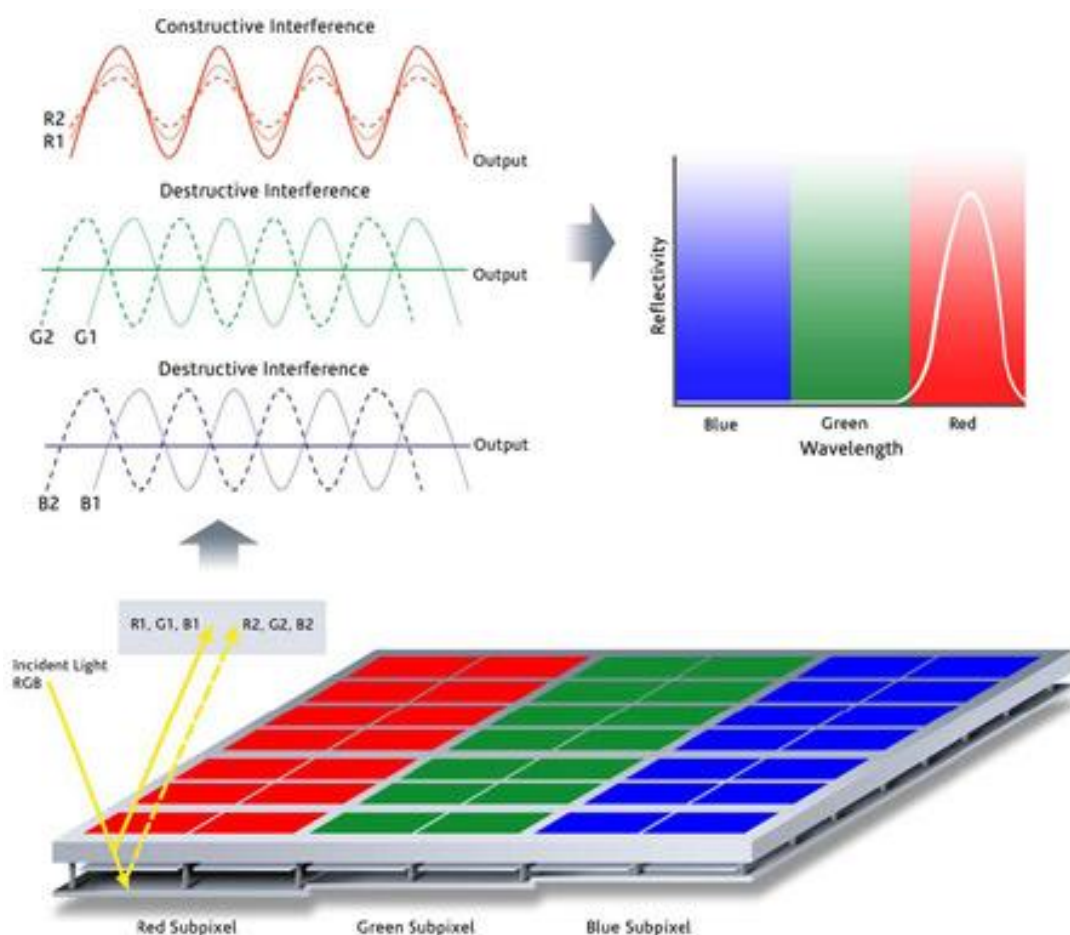 Constructive Interference
R2
R1
Output
Destructive Interference
Output
G2 G1
Destructive Interference
Output
B2 B1
Reflectivity
Blue Green Red
Wavelength
R1, G1, B1 R2, G2, B2
Incident Light
RGB
Red Subpixel Green Subpixel Blue Subpixel